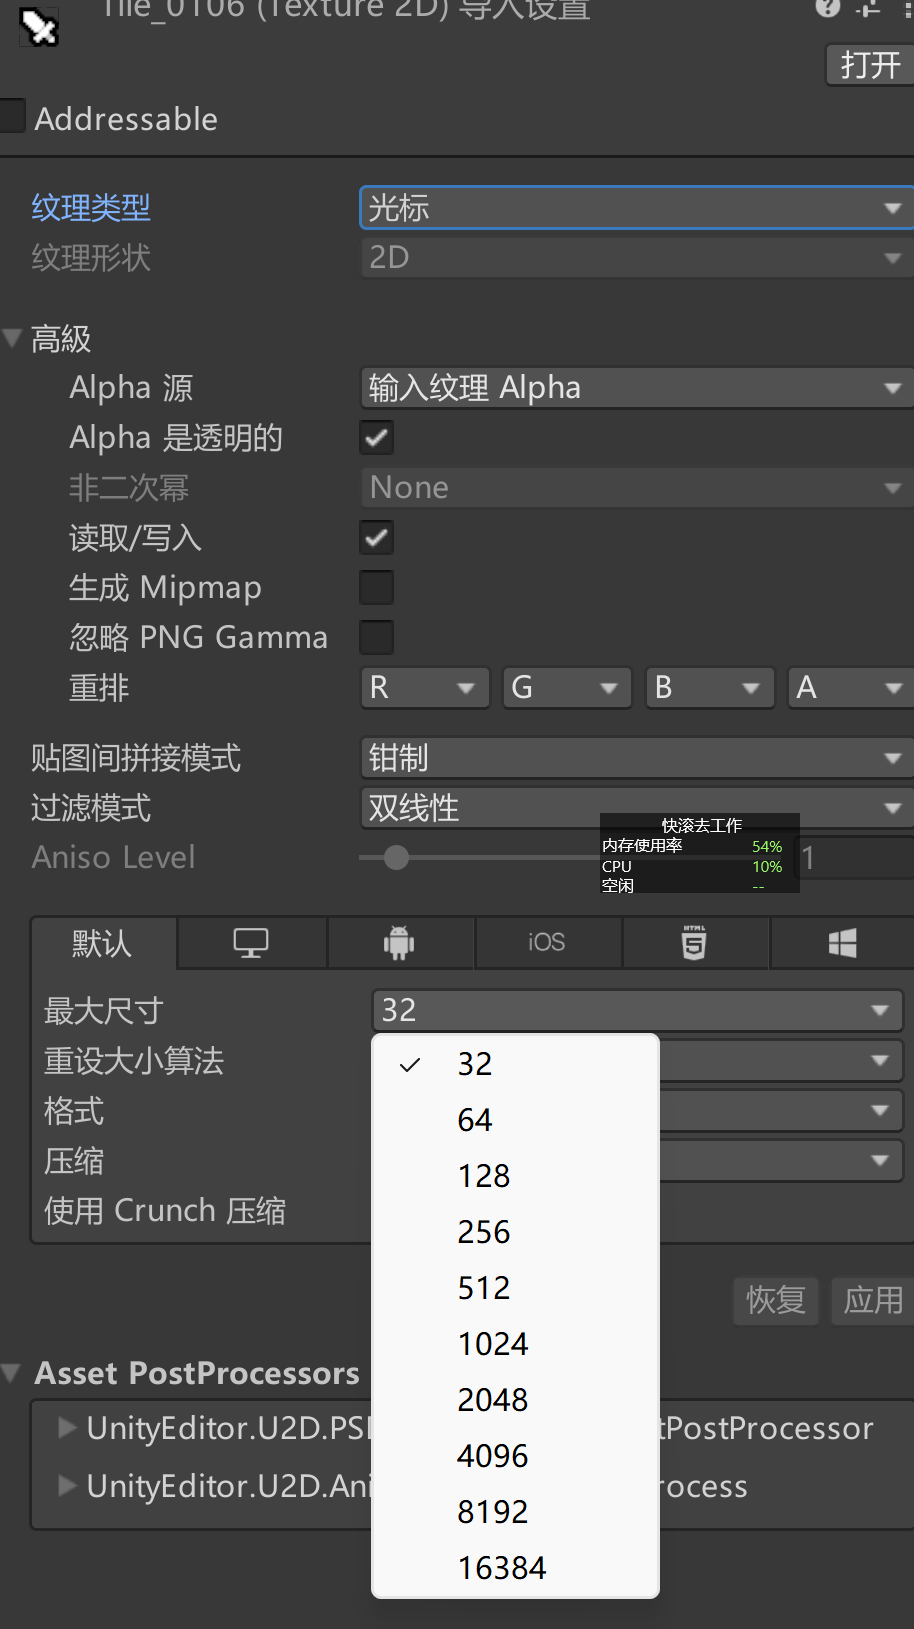 Tile_0106 (Texture 2D) 导入设置
打开
Addressable
纹理类型 光标
纹理形状 2D
高級
Alpha 源 输入纹理 Alpha
Alpha 是透明的
非二次幂 None
读取/写入
生成 Mipmap
忽略 PNG Gamma
重排 R G B A
贴图间拼接模式 钳制
过滤模式 双线性
快滚去工作
内存使用率 54%
CPU 10%
空闲 --
Aniso Level 1
默认 iOS HTML 5
最大尺寸 32
重设大小算法
格式
压缩
使用 Crunch 压缩
32
64
128
256
512
1024
2048
4096
8192
16384
恢复 应用
Asset PostProcessors
UnityEditor.U2D.PS tPostProcessor
UnityEditor.U2D.Ani rocess